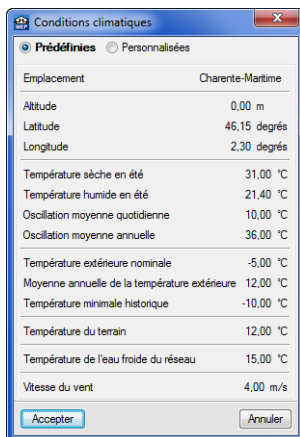 MEP Conditions climatiques
Prédéfinies Personnalisées
Emplacement Charente-Maritime
Altitude 0,00 m
Latitude 46,15 degrés
Longitude 2,30 degrés
Température sèche en été 31,00 °C
Température humide en été 21,40 °C
Oscillation moyenne quotidienne 10,00 °C
Oscillation moyenne annuelle 36,00 °C
Température extérieure nominale -5,00 °C
Moyenne annuelle de la température extérieure 12,00 °C
Température minimale historique -10,00 °C
Température du terrain 12,00 °C
Température de l'eau froide du réseau 15,00 °C
Vitesse du vent 4,00 m/s
Accepter Annuler